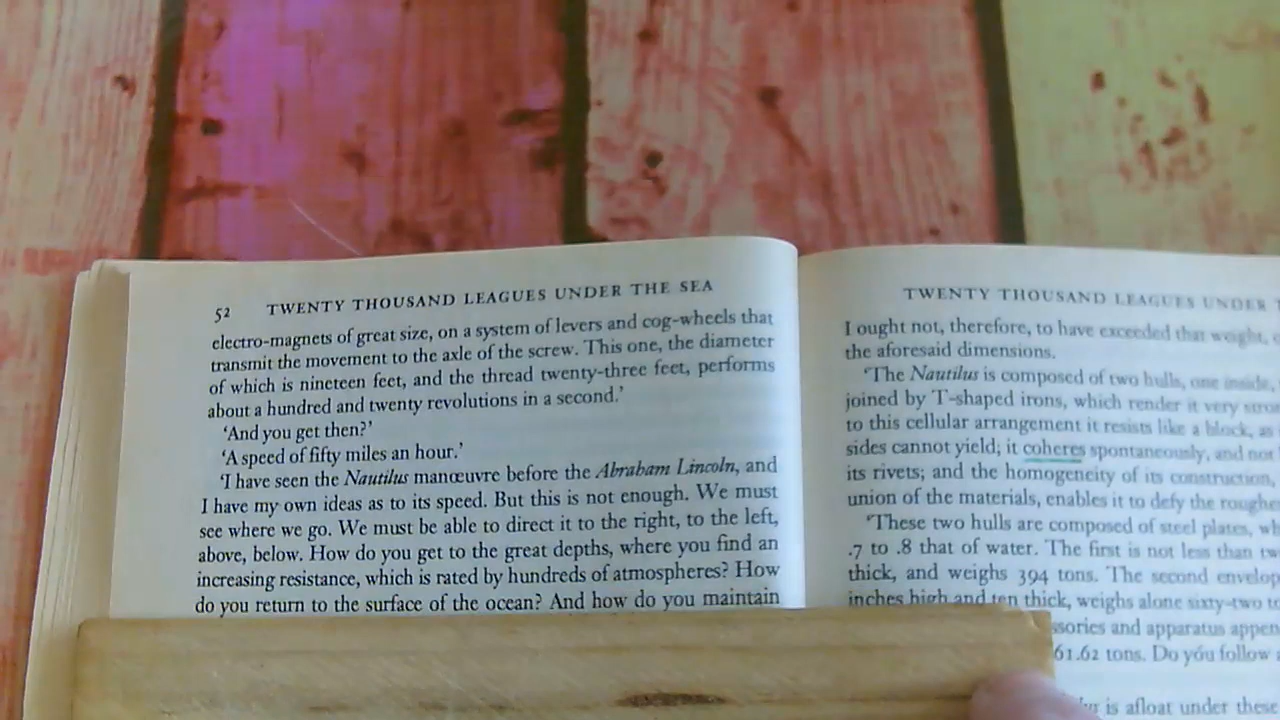 52 TWENTY THOUSAND LEAGUES UNDER THE SEA
electro-magnets of great size, on a system of levers and cog-wheels that
transmit the movement to the axle of the screw. This one, the diameter
of which is nineteen feet, and the thread twenty-three feet, performs
about a hundred and twenty revolutions in a second.’
‘And you get then?’
‘A speed of fifty miles an hour.’
‘I have seen the Nautilus manœuvre before the Abraham Lincoln, and
I have my own ideas as to its speed. But this is not enough. We must
see where we go. We must be able to direct it to the right, to the left,
above, below. How do you get to the great depths, where you find an
increasing resistance, which is rated by hundreds of atmospheres? How
do you return to the surface of the ocean? And how do you maintain
TWENTY THOUSAND LEAGUES UNDER
I ought not, therefore, to have exceeded that weight,
the aforesaid dimensions.
‘The Nautilus is composed of two hulls, one inside,
joined by T-shaped irons, which render it very
to this cellular arrangement it resists like a block, as
sides cannot yield; it coheres spontaneously, and not
its rivets; and the homogeneity of its construction,
union of the materials, enables it to defy the
‘These two hulls are composed of steel plates,
.7 to .8 that of water. The first is not less than
thick, and weighs 394 tons. The second
inches high and ten thick, weighs alone sixty-two
and apparatus
61.62 tons. Do you follow
is afloat under these